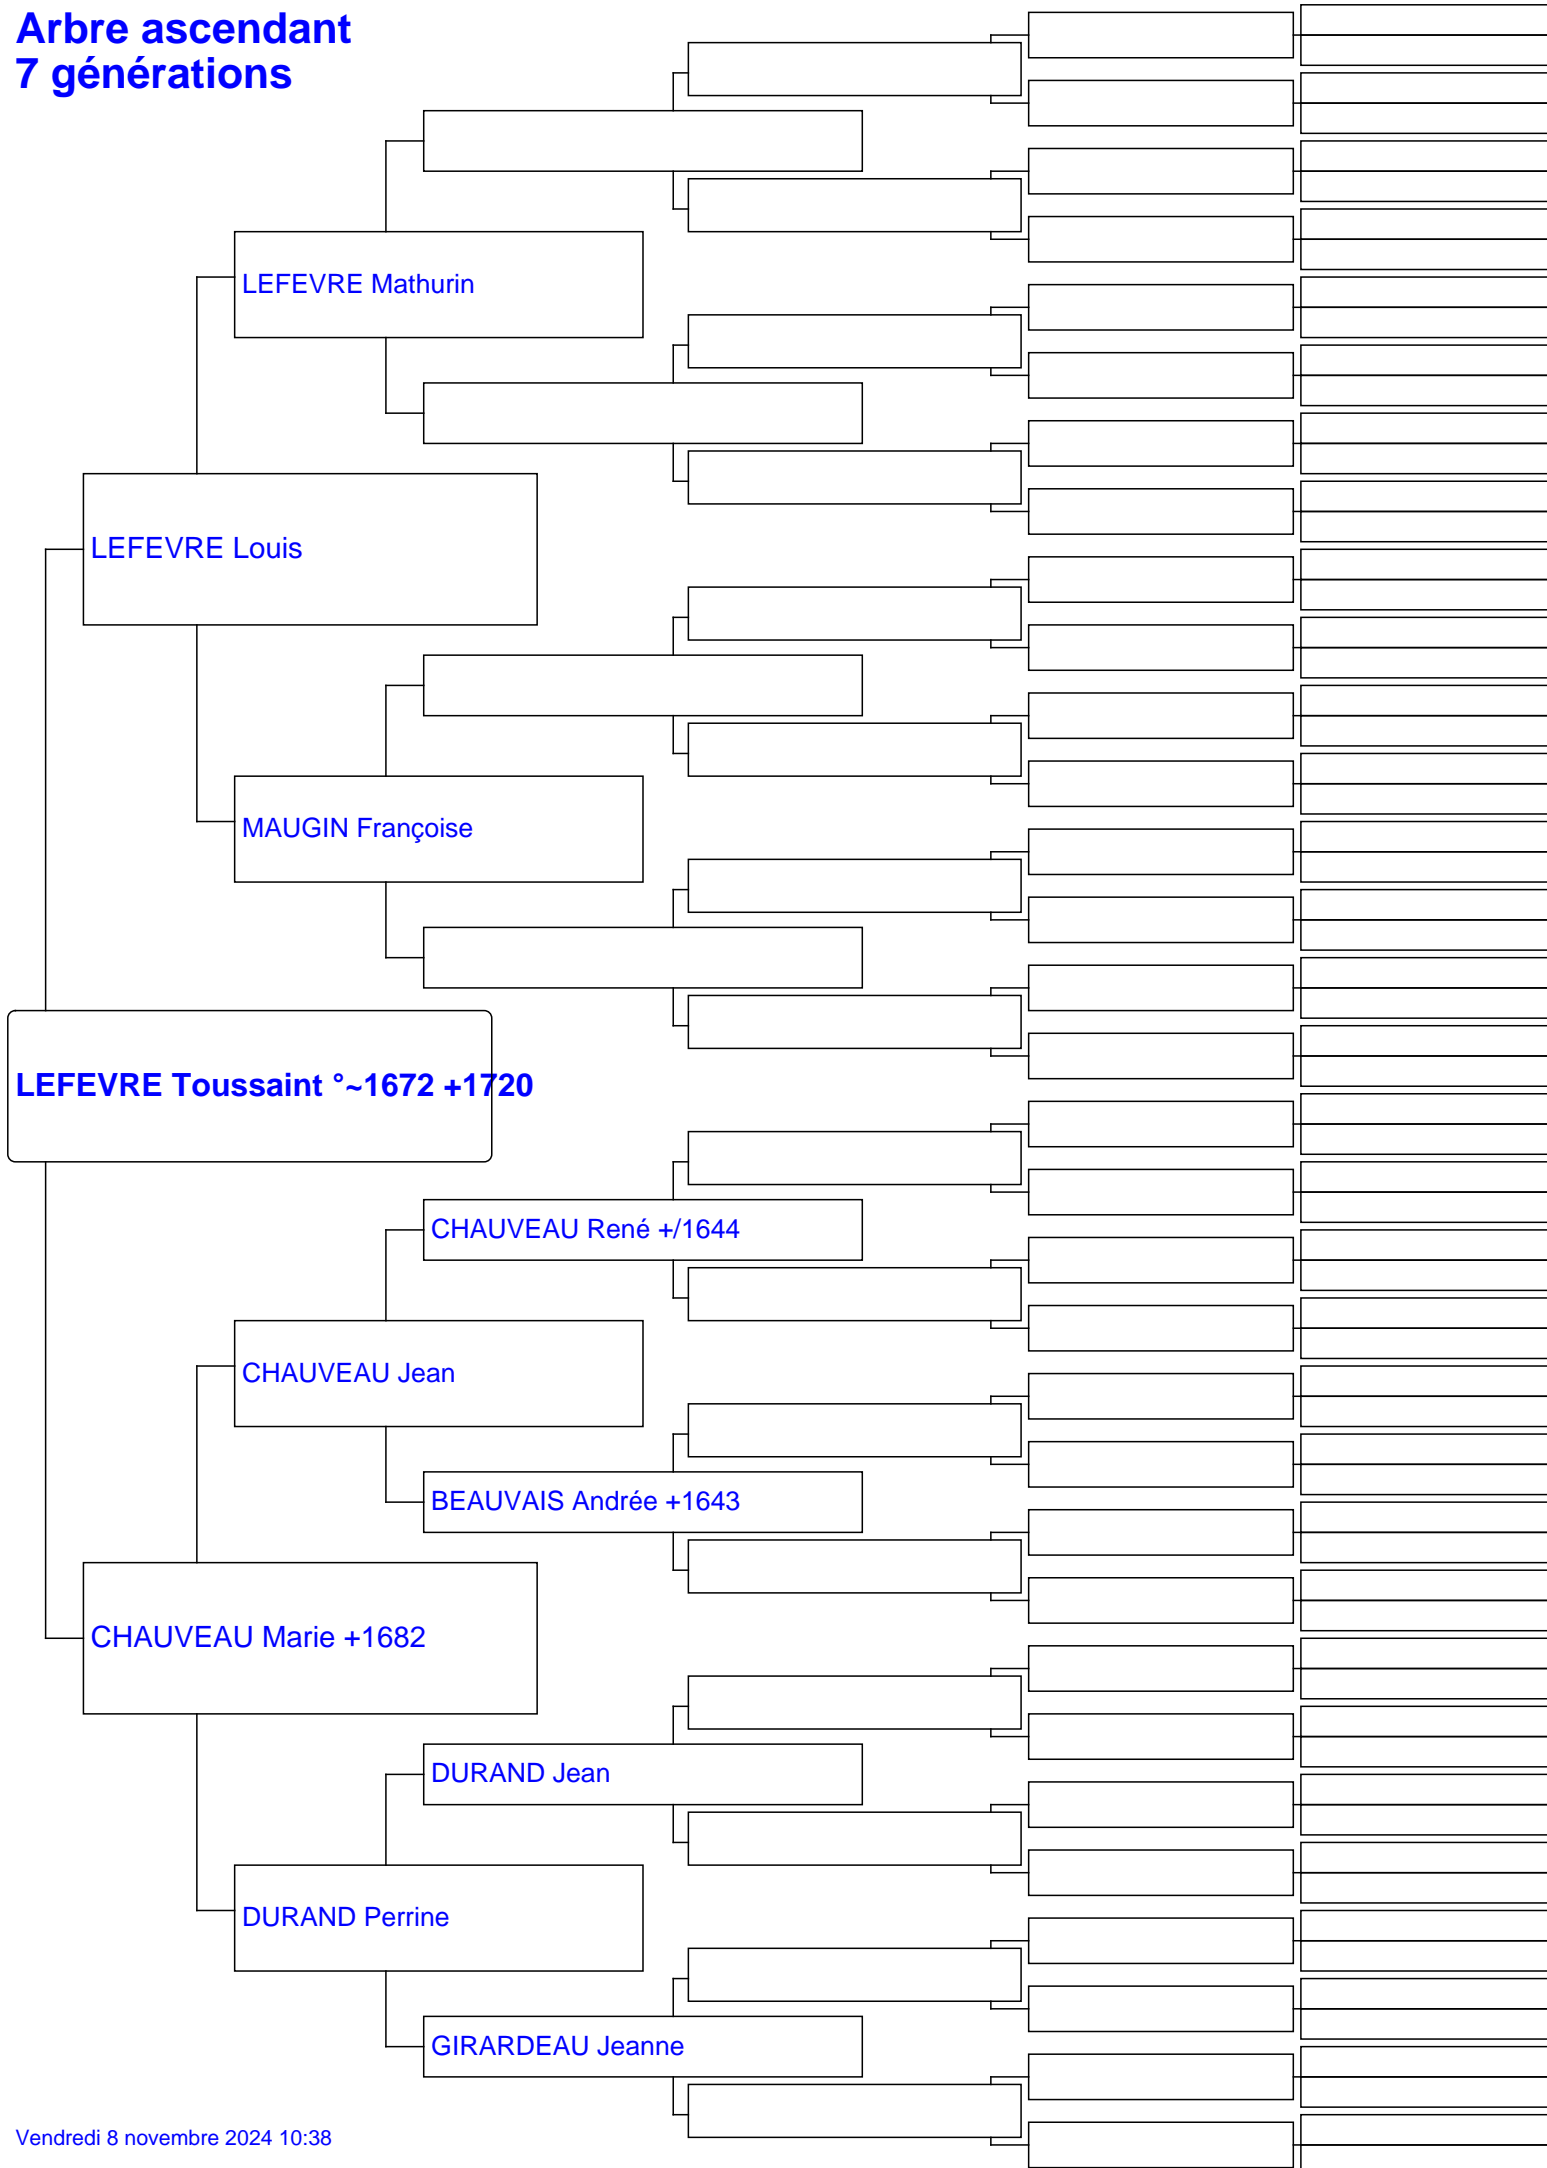 Arbre ascendant
7 générations
LEFEVRE Mathurin
LEFEVRE Louis
MAUGIN Françoise
LEFEVRE Toussaint °~1672 +1720
CHAUVEAU René +/1644
CHAUVEAU Jean
BEAUVAIS Andrée +1643
CHAUVEAU Marie +1682
DURAND Jean
DURAND Perrine
GIRARDEAU Jeanne
Vendredi 8 novembre 2024 10:38